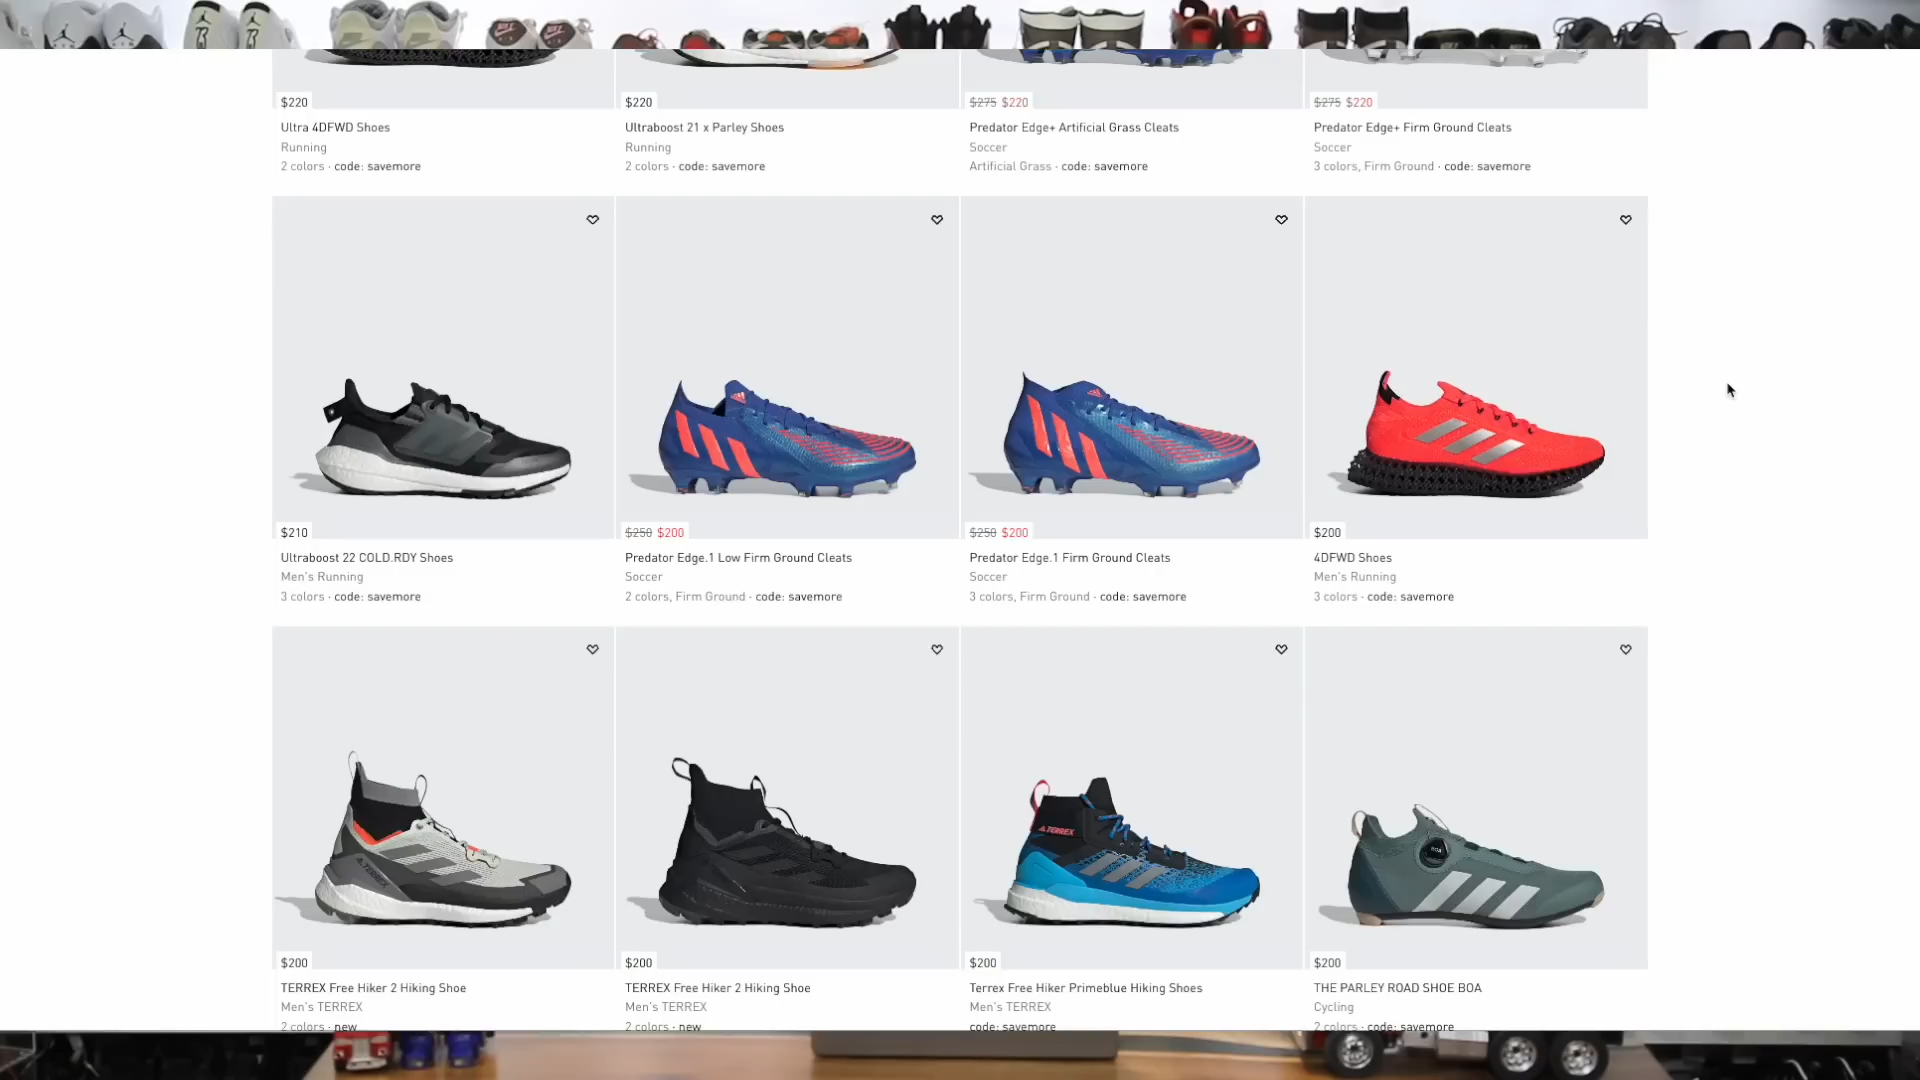 $220
Ultra 4DFWD Shoes
Running
2 colors · code: savemore
$220
Ultraboost 21 x Parley Shoes
Running
2 colors · code: savemore
$275 $220
Predator Edge+ Artificial Grass Cleats
Soccer
Artificial Grass · code: savemore
$275 $220
Predator Edge+ Firm Ground Cleats
Soccer
3 colors, Firm Ground · code: savemore
$210
Ultraboost 22 COLD.RDY Shoes
Men's Running
3 colors · code: savemore
$250 $200
Predator Edge.1 Low Firm Ground Cleats
Soccer
2 colors, Firm Ground · code: savemore
$250 $200
Predator Edge.1 Firm Ground Cleats
Soccer
3 colors, Firm Ground · code: savemore
$200
4DFWD Shoes
Men's Running
3 colors · code: savemore
TERREX
$200
TERREX Free Hiker 2 Hiking Shoe
Men's TERREX
2 colors · new
$200
TERREX Free Hiker 2 Hiking Shoe
Men's TERREX
2 colors · new
TERREX
$200
Terrex Free Hiker Primeblue Hiking Shoes
Men's TERREX
code: savemore
BOA
$200
THE PARLEY ROAD SHOE BOA
Cycling
2 colors · code: savemore